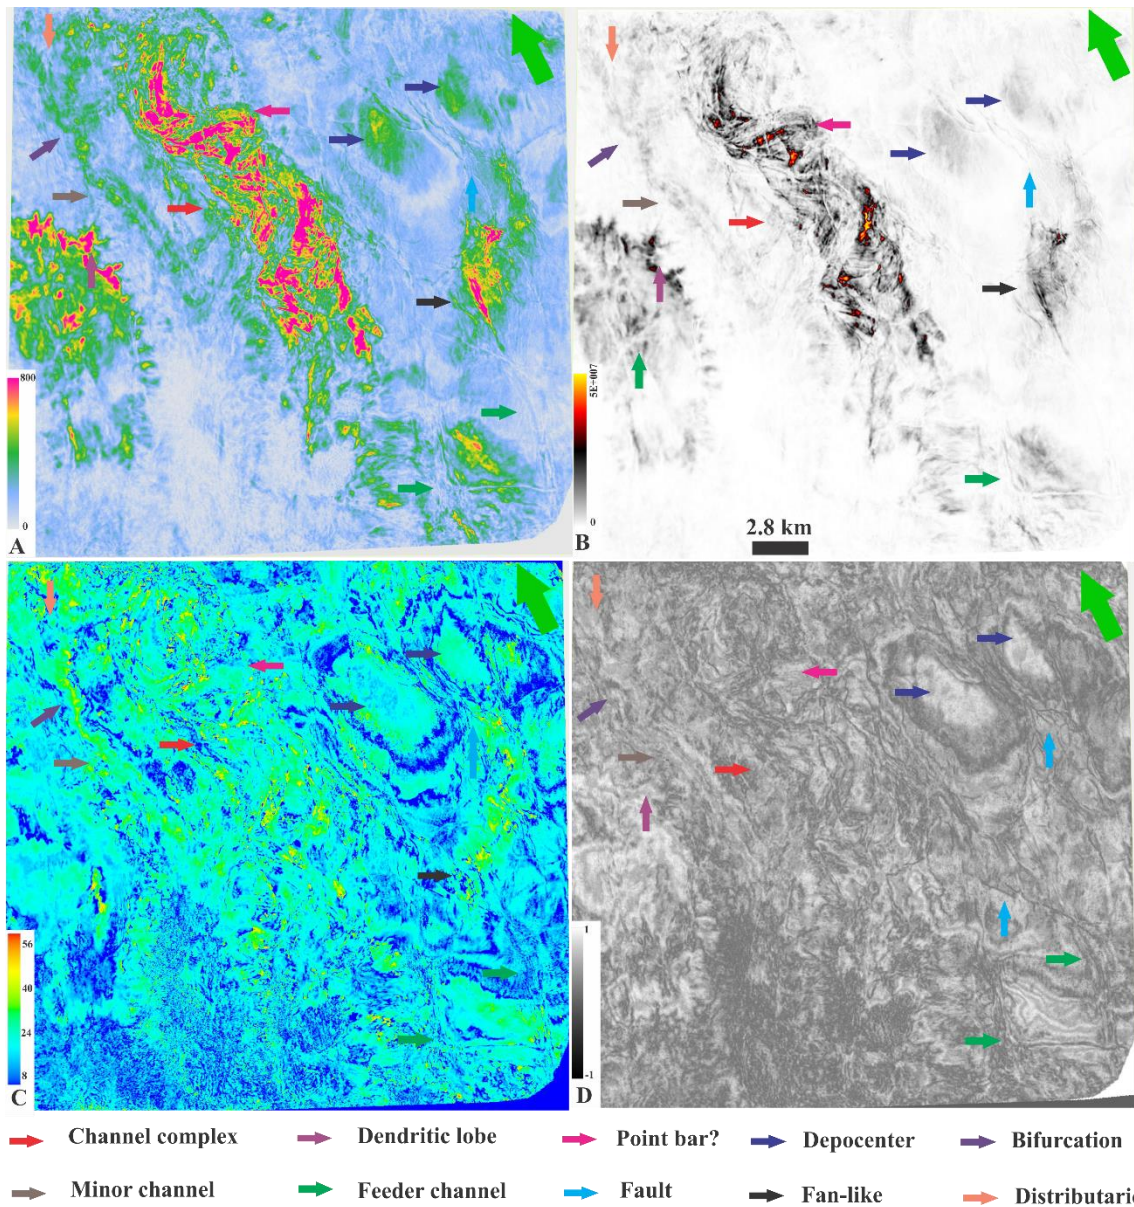 800
0
A
5E+007
0
B
2.8 km
56
40
24
8
C
1
-1
D
Channel complex
Dendritic lobe
Point bar?
Depocenter
Bifurcation
Minor channel
Feeder channel
Fault
Fan-like
Distributari